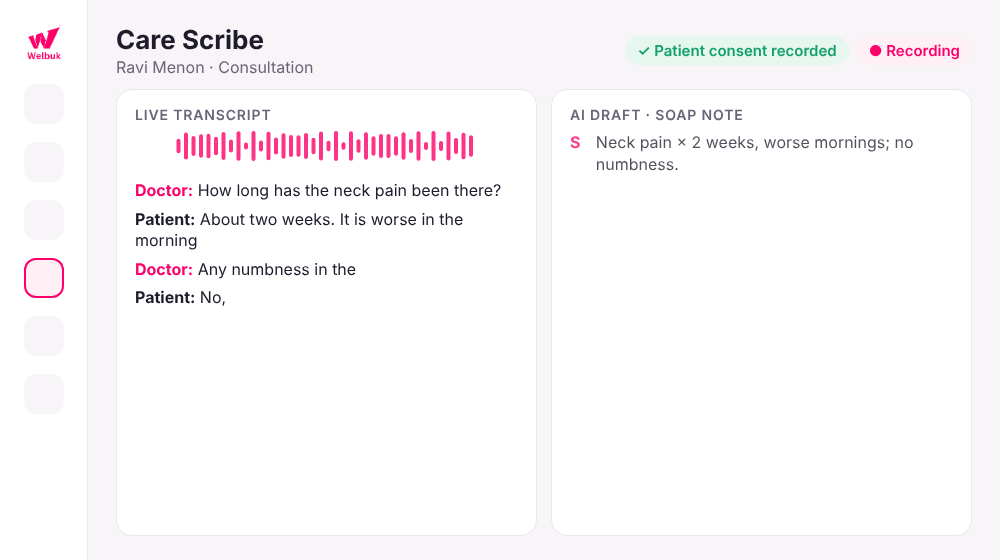 Welbuk
Care Scribe
Ravi Menon · Consultation
✓ Patient consent recorded
Recording
LIVE TRANSCRIPT
Doctor: How long has the neck pain been there?
Patient: About two weeks. It is worse in the
morning
Doctor: Any numbness in the
Patient: No,
AI DRAFT · SOAP NOTE
S Neck pain × 2 weeks, worse mornings; no
numbness.